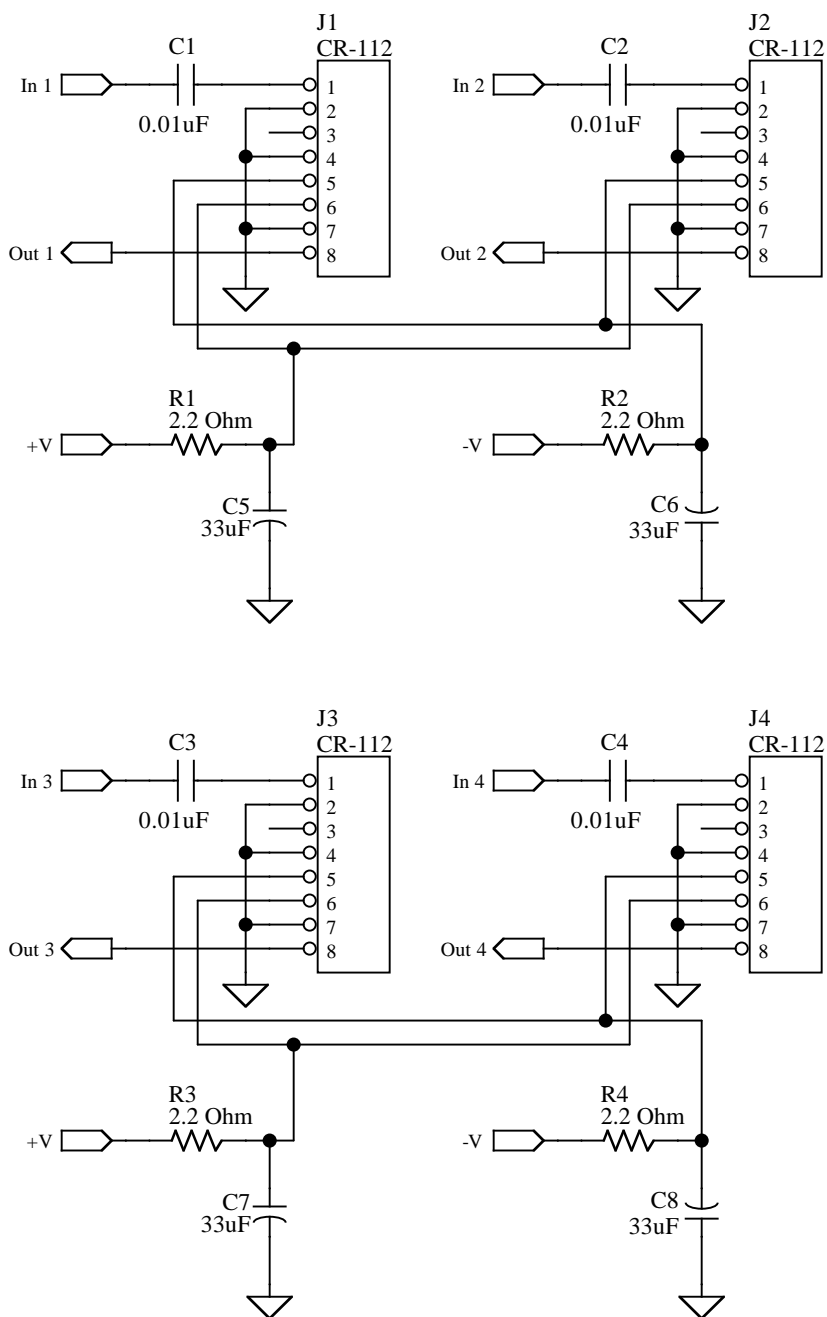 J1
CR-112
C1
In 1
0.01uF
1
2
3
4
5
6
7
8
Out 1
J2
CR-112
C2
In 2
0.01uF
1
2
3
4
5
6
7
8
Out 2
R1
2.2 Ohm
+V
C5
33uF
R2
2.2 Ohm
-V
C6
33uF
J3
CR-112
C3
In 3
0.01uF
1
2
3
4
5
6
7
8
Out 3
J4
CR-112
C4
In 4
0.01uF
1
2
3
4
5
6
7
8
Out 4
R3
2.2 Ohm
+V
C7
33uF
R4
2.2 Ohm
-V
C8
33uF